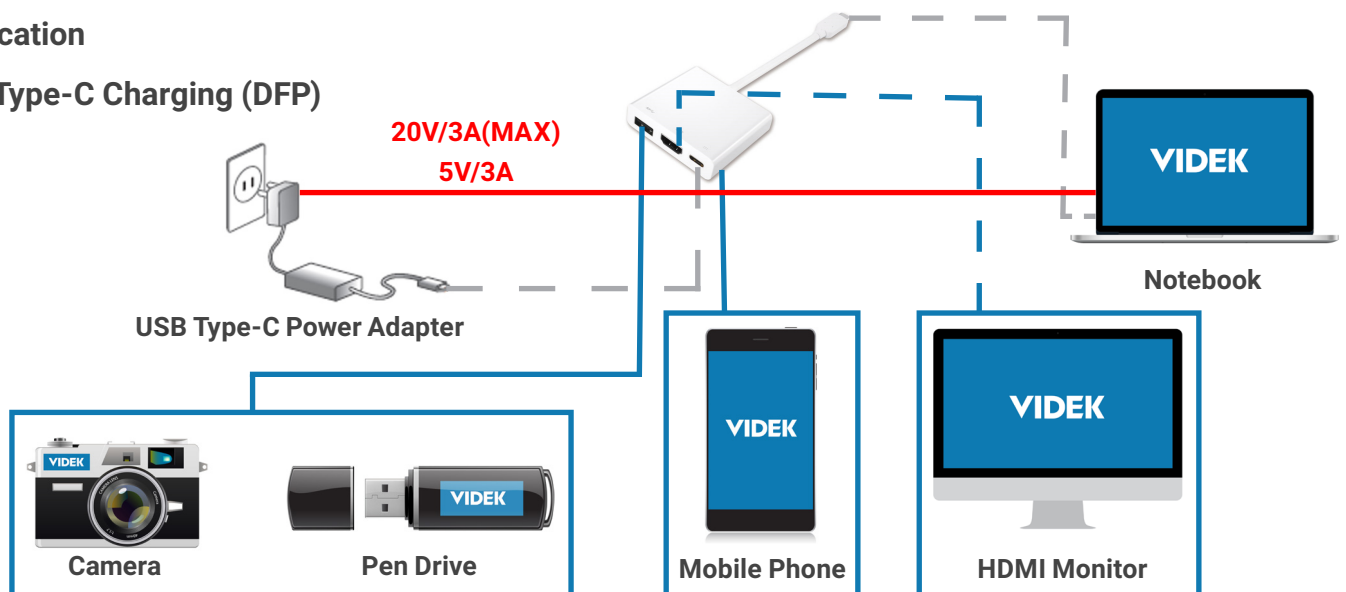 cation
Type-C Charging (DFP)
20V/3A(MAX)
5V/3A
VIDEK
Notebook
USB Type-C Power Adapter
VIDEK
Camera
VIDEK
Pen Drive
VIDEK
Mobile Phone
VIDEK
HDMI Monitor